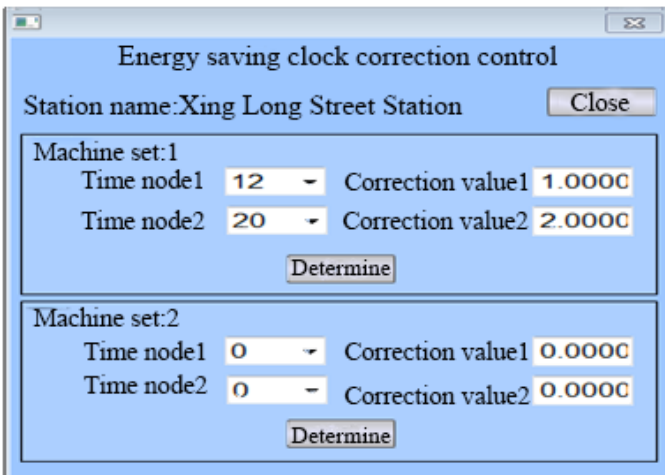 Energy saving clock correction control
Station name:Xing Long Street Station Close
Machine set:1
Time node1 12 Correction value1 1.0000
Time node2 20 Correction value2 2.0000
Determine
Machine set:2
Time node1 0 Correction value1 0.0000
Time node2 0 Correction value2 0.0000
Determine